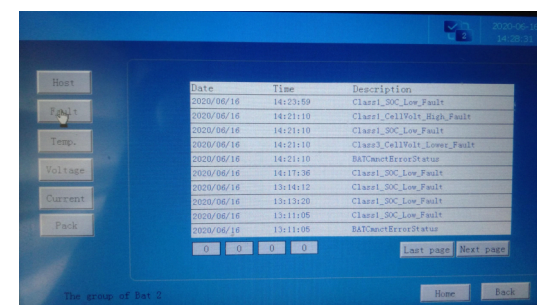 2
2020-06-1
14:28:31
Host
Fault
Temp.
Voltage
Current
Pack
Date Time Description
2020/06/16 14:23:59 Class1_SOC_Low_Fault
2020/06/16 14:21:10 Class1_CellVolt_High_Fault
2020/06/16 14:21:10 Class1_SOC_Low_Fault
2020/06/16 14:21:10 Class3_CellVolt_Lower_Fault
2020/06/16 14:21:10 BATCmnctErrorStatus
2020/06/16 14:17:36 Class1_SOC_Low_Fault
2020/06/16 13:14:12 Class1_SOC_Low_Fault
2020/06/16 13:13:20 Class1_SOC_Low_Fault
2020/06/16 13:11:05 Class1_SOC_Low_Fault
2020/06/16 13:11:05 BATCmnctErrorStatus
0 0 0 0 Last page Next page
The group of Bat 2 Home Back